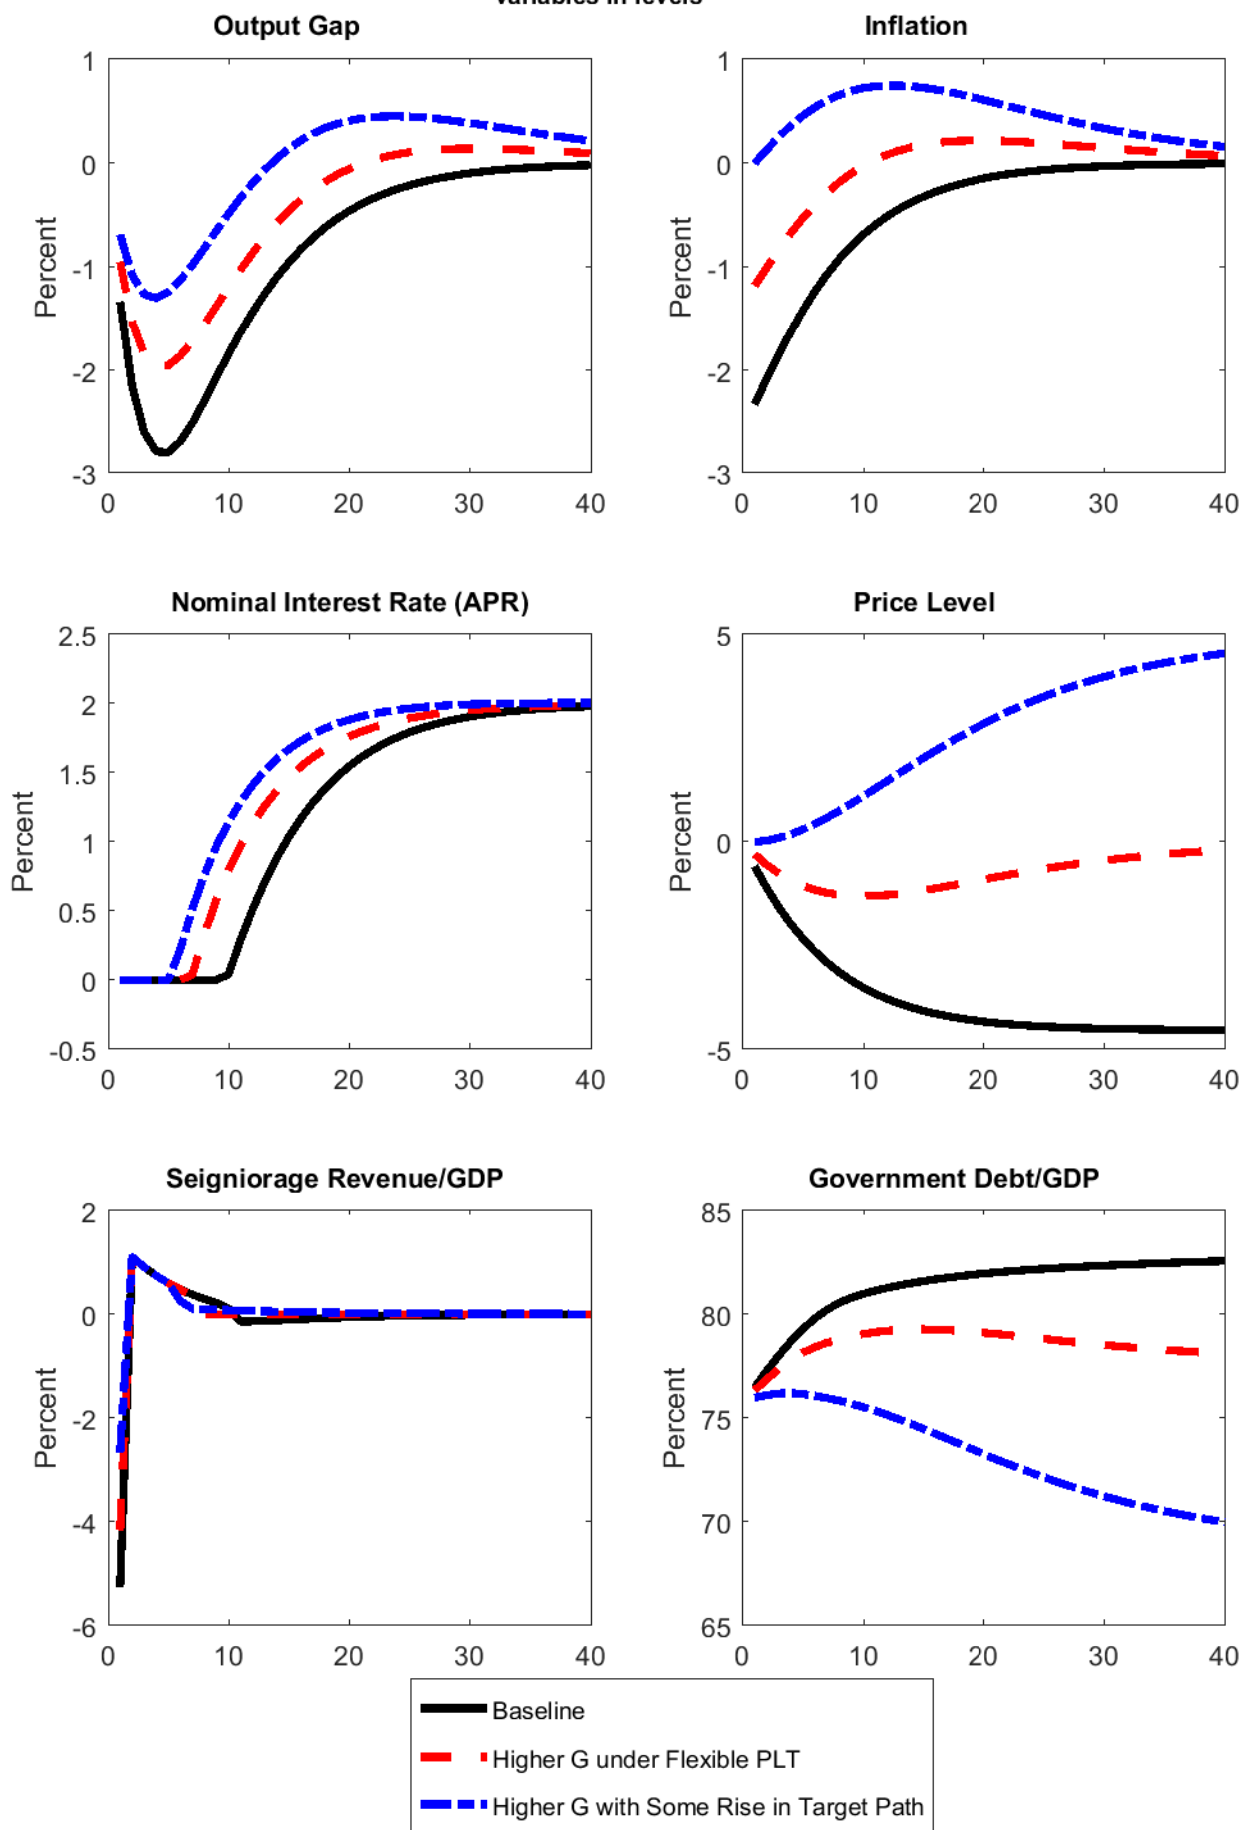 Variables in levels
Output Gap
Inflation
Percent
1
0
-1
-2
-3
0 10 20 30 40
Percent
1
0
-1
-2
-3
0 10 20 30 40
Nominal Interest Rate (APR)
Price Level
Percent
2.5
2
1.5
1
0.5
0
-0.5
0 10 20 30 40
Percent
5
0
-5
0 10 20 30 40
Seigniorage Revenue/GDP
Government Debt/GDP
Percent
2
0
-2
-4
-6
0 10 20 30 40
Percent
85
80
75
70
65
0 10 20 30 40
Baseline
Higher G under Flexible PLT
Higher G with Some Rise in Target Path